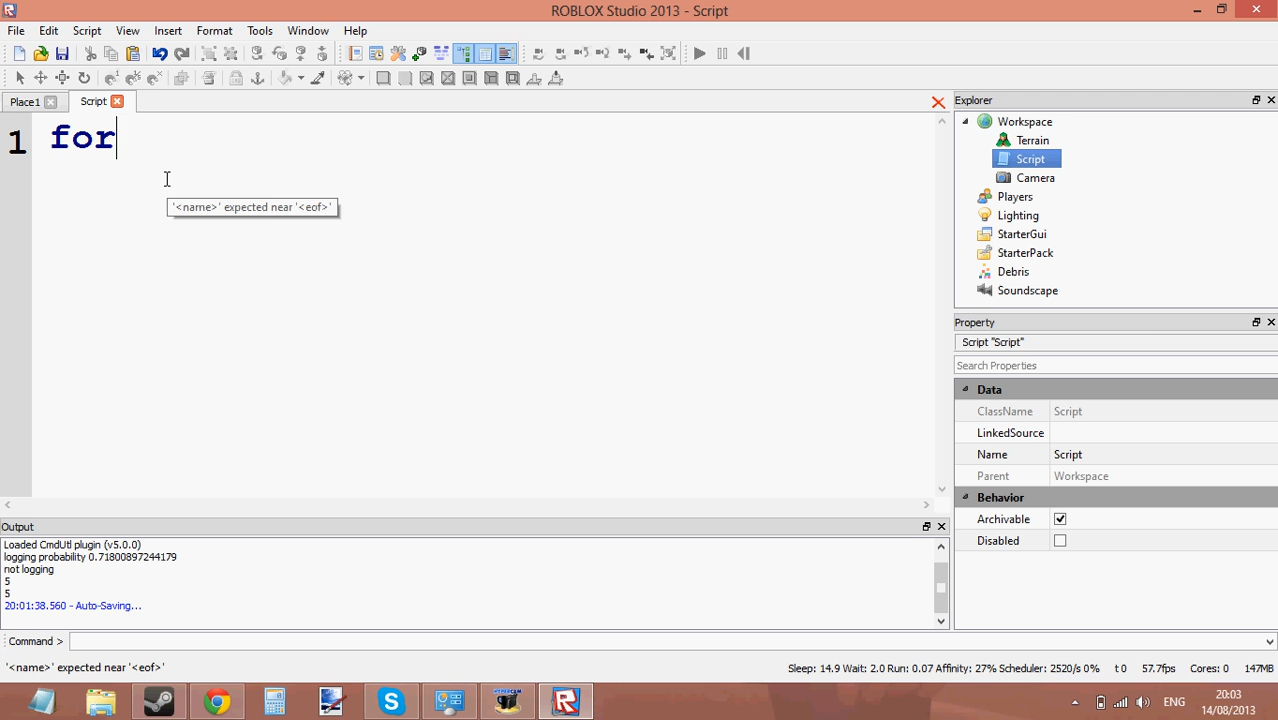 ROBLOX Studio 2013 - Script
File Edit Script View Insert Format Tools Window Help
Place1 Script
1 for
'<name>' expected near '<eof>'
Explorer
Workspace
Terrain
Script
Camera
Players
Lighting
StarterGui
StarterPack
Debris
Soundscape
Property
Script "Script"
Search Properties
Data
ClassName Script
LinkedSource
Name Script
Parent Workspace
Behavior
Archivable
Disabled
Output
Loaded CmdUtl plugin (v5.0.0)
logging probability 0.71800897244179
not logging
5
5
20:01:38.560 - Auto-Saving...
Command >
'<name>' expected near '<eof>' Sleep: 14.9 Wait: 2.0 Run: 0.07 Affinity: 27% Scheduler: 2520/s 0% t 0 57.7fps Cores: 0 147MB
ENG 20:03
14/08/2013